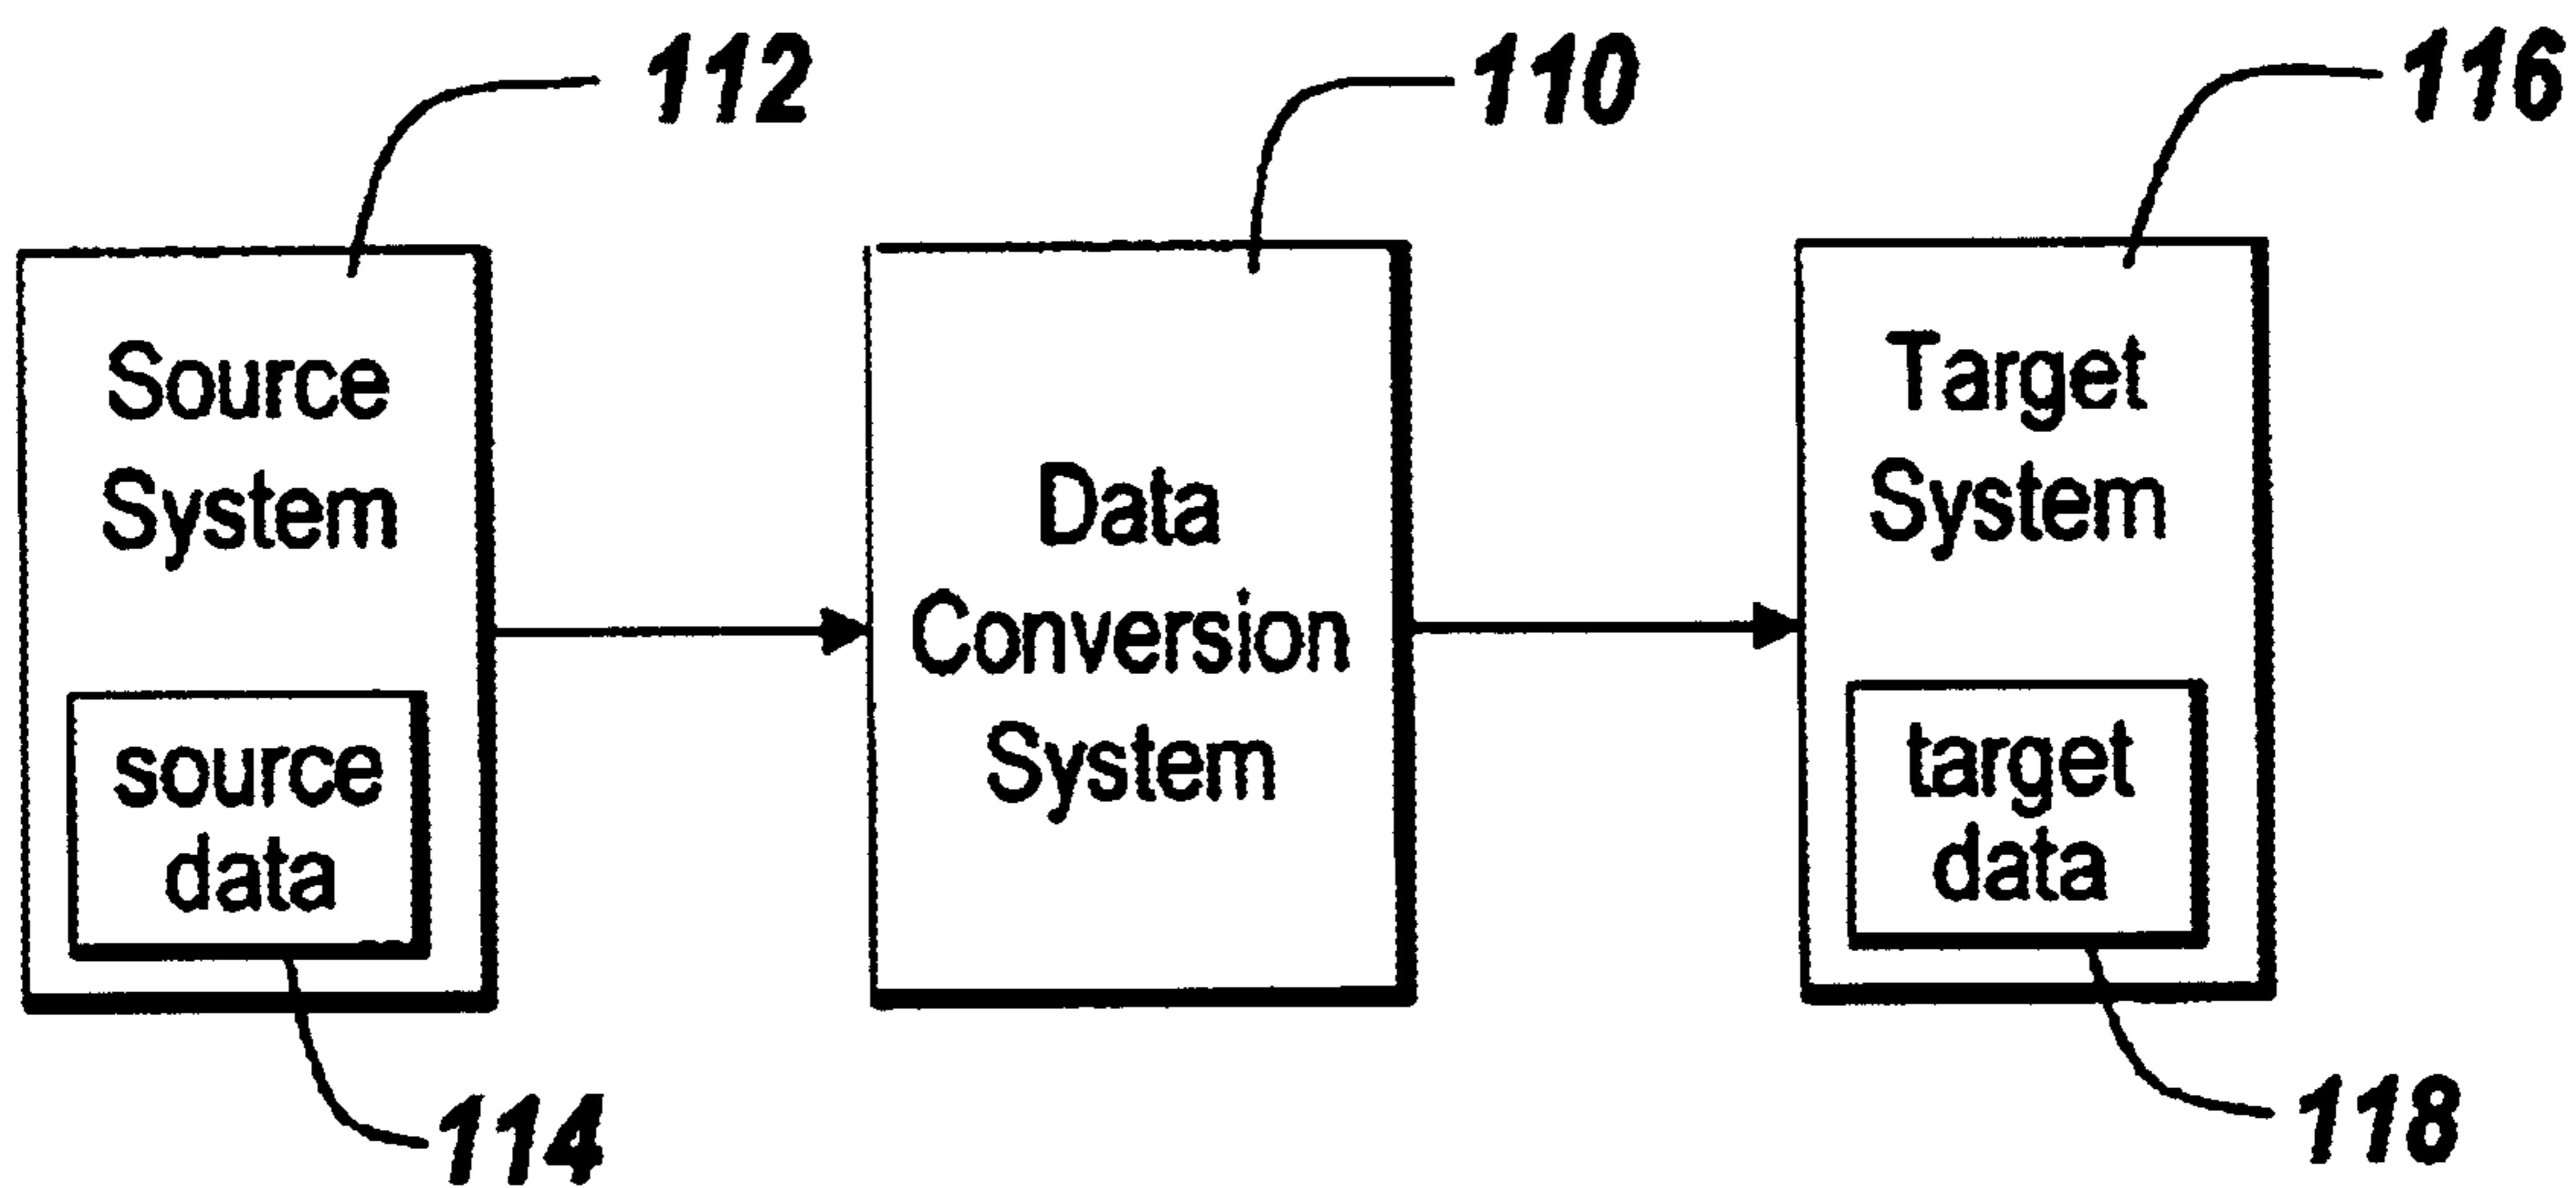 112
110
116
Source
System
Data
Conversion
System
Target
System
source
data
target
data
114
118